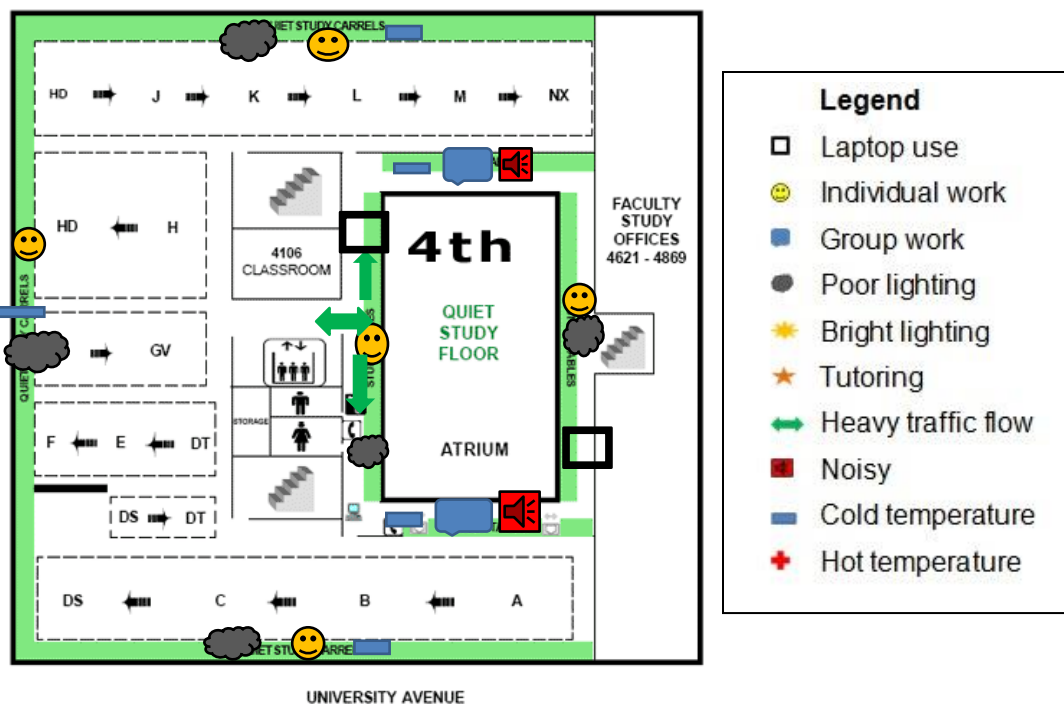 QUIET STUDY CARRELS
HD J K L M NX
HD H
4106
CLASSROOM
4th
QUIET
STUDY
FLOOR
ATRIUM
FACULTY
STUDY
OFFICES
4621 - 4869
QUIET
GV
F E DT
STORAGE
DS DT
DS C B A
UNIVERSITY AVENUE
Legend
Laptop use
Individual work
Group work
Poor lighting
Bright lighting
Tutoring
Heavy traffic flow
Noisy
Cold temperature
Hot temperature